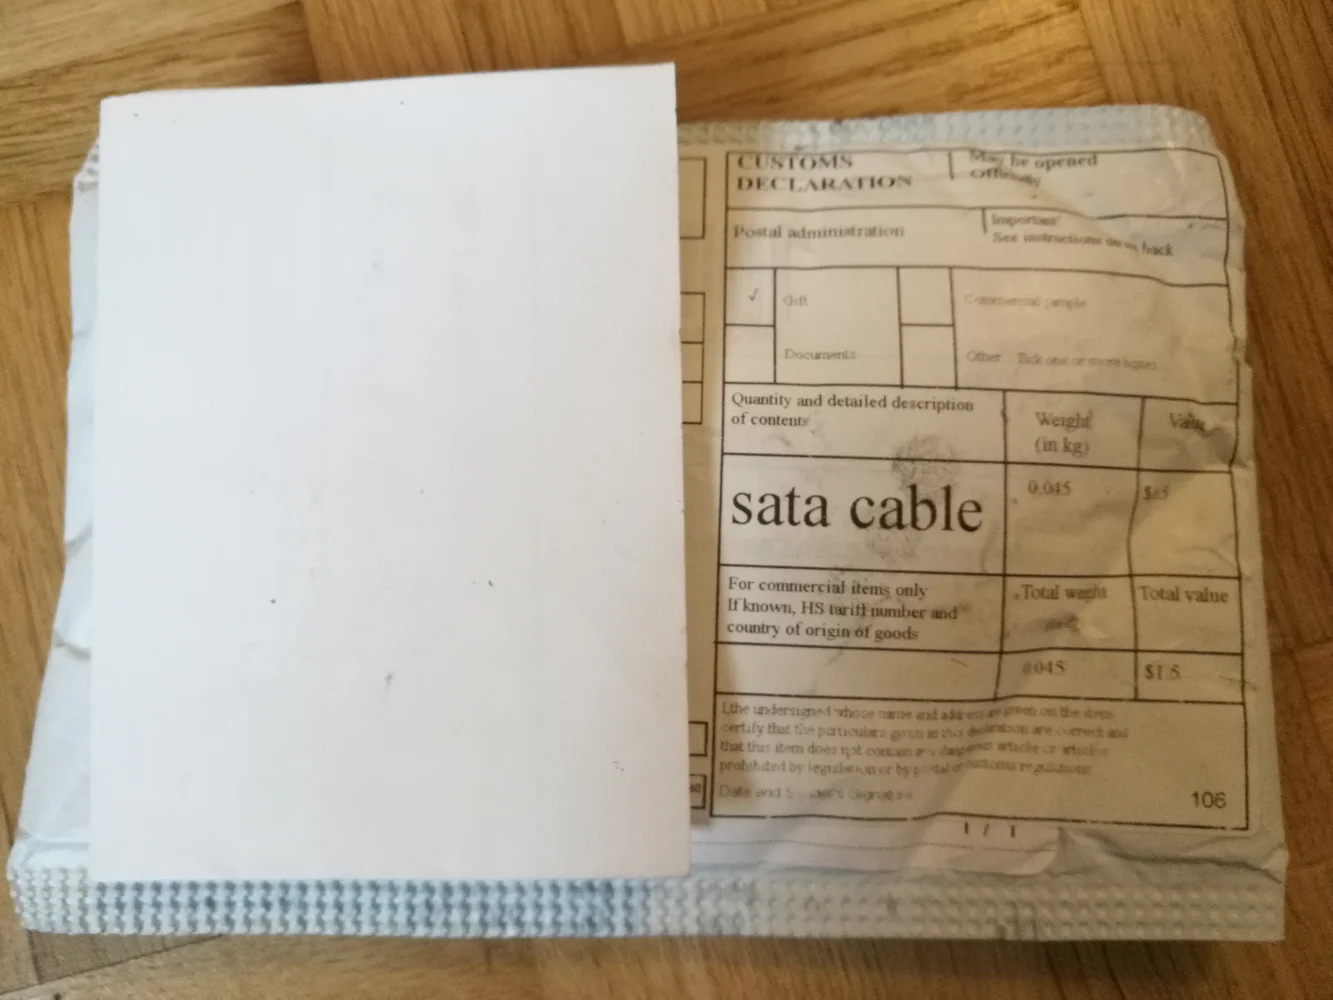 CUSTOMS
DECLARATION
May be opened
Officially
Postal administration
Important!
See instructions on back
√ Gift
Commercial sample
Documents
Other Tick one or more boxes
Quantity and detailed description
of contents
Weight
(in kg)
Value
sata cable
0.045
For commercial items only
If known, HS tariff number and
country of origin of goods
Total weight
Total value
0.045
$1.5
I,the undersigned whose name and address are given on the item
certify that the particulars given in this declaration are correct and
that this item does not contain any dangerous article or articles
prohibited by legislation or by postal or customs regulations
Date and Sender's signature
106
1 / 1